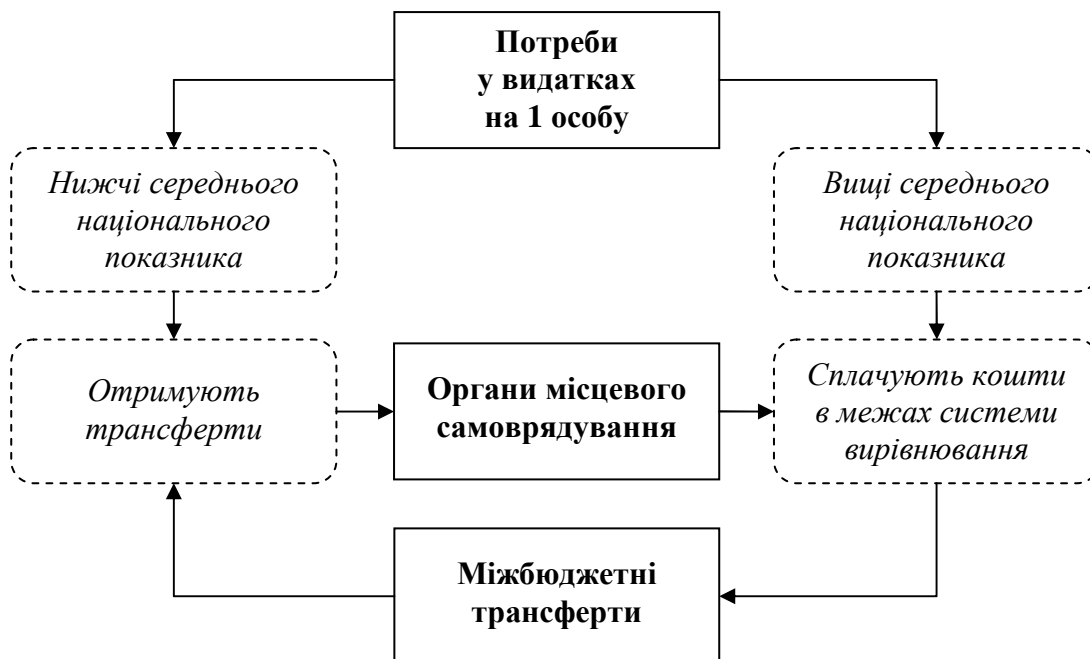 Потреби
у видатках
на 1 особу
Нижчі середнього
національного
показника
Вищі середнього
національного
показника
Отримують
трансферти
Органи місцевого
самоврядування
Сплачують кошти
в межах системи
вирівнювання
Міжбюджетні
трансферти